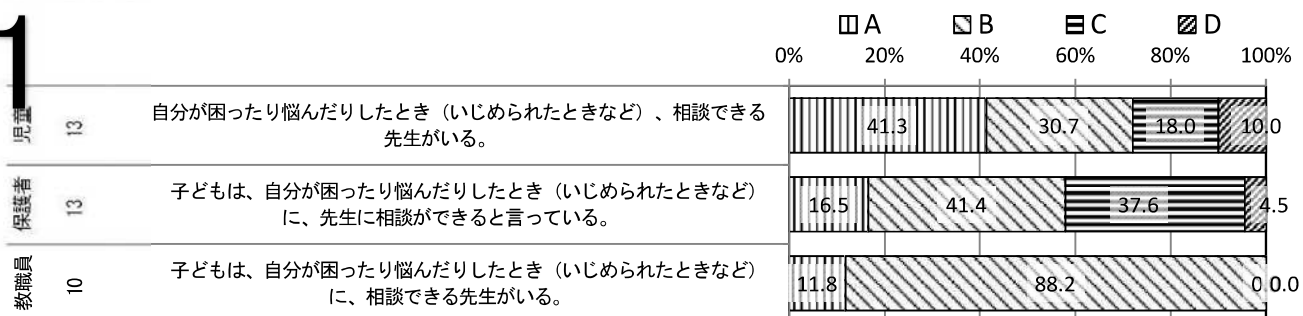 1
A B C D
0% 20% 40% 60% 80% 100%
児童
13
自分が困ったり悩んだりしたとき（いじめられたときなど）、相談できる
先生がいる。
41.3 30.7 18.0 10.0
保護者
13
子どもは、自分が困ったり悩んだりしたとき（いじめられたときなど）
に、先生に相談ができると言っている。
16.5 41.4 37.6 4.5
教職員
10
子どもは、自分が困ったり悩んだりしたとき（いじめられたときなど）
に、相談できる先生がいる。
11.8 88.2 0.0.0